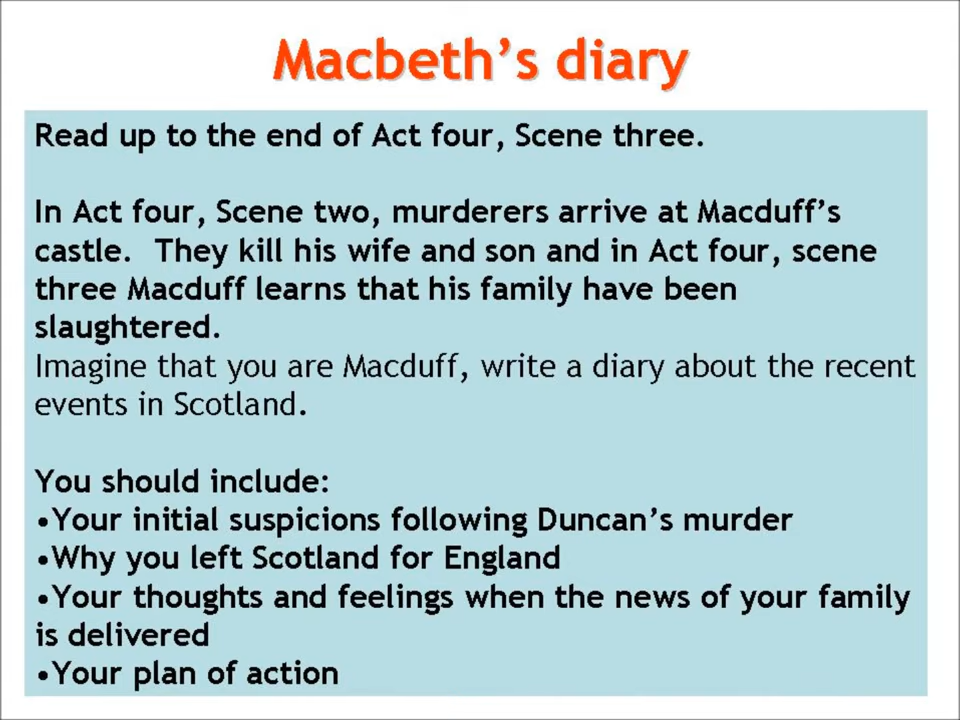 Macbeth’s diary
Read up to the end of Act four, Scene three.
In Act four, Scene two, murderers arrive at Macduff’s
castle.  They kill his wife and son and in Act four, scene
three Macduff learns that his family have been
slaughtered.
Imagine that you are Macduff, write a diary about the recent
events in Scotland.
You should include:
•Your initial suspicions following Duncan’s murder
•Why you left Scotland for England
•Your thoughts and feelings when the news of your family
is delivered
•Your plan of action